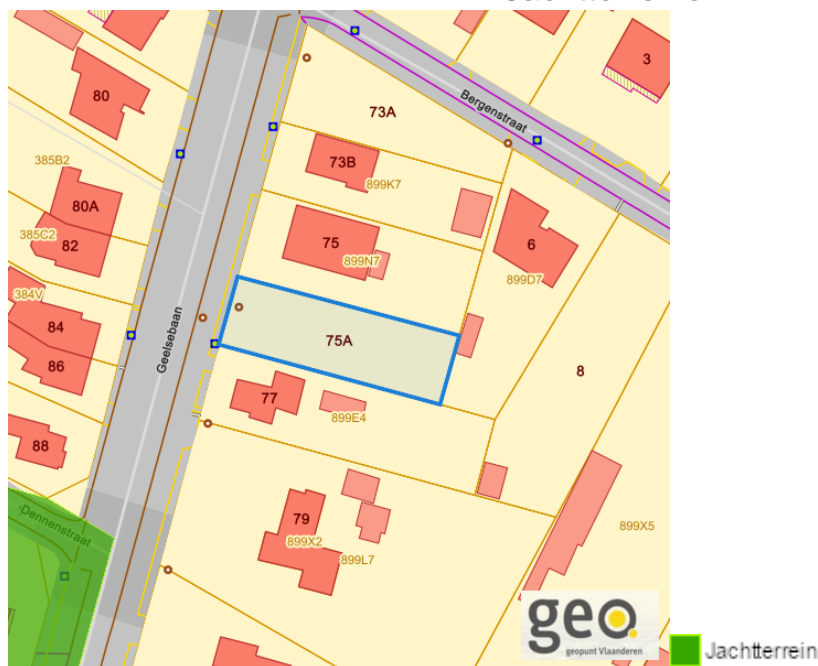 3
80
73A
Bergenstraat
385B2
73B
899K7
80A
385C2
82
75
899N7
6
899D7
384V
84
Geelsebaan
75A
8
86
77
899E4
88
Dennenstraat
79
899X2
899L7
899X5
geo.
geopunt Vlaanderen
Jachtterrein